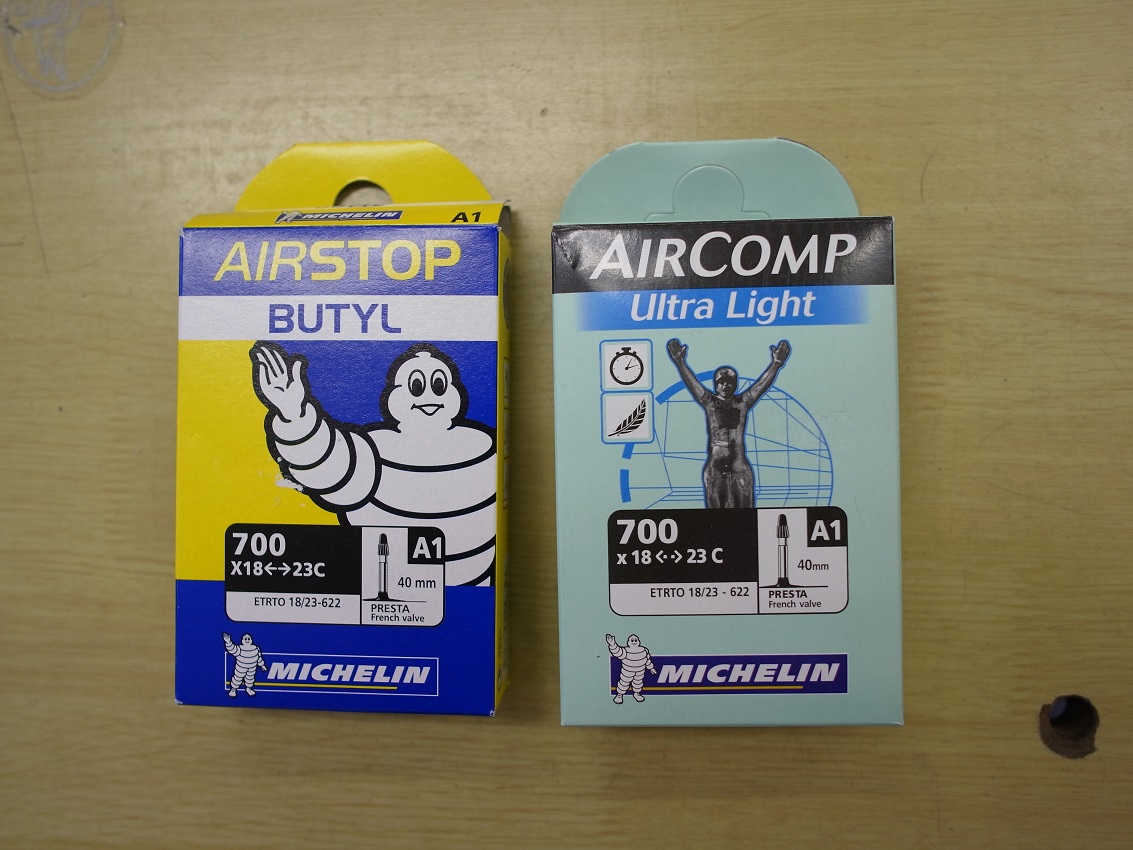 MICHELIN A1
AIRSTOP
BUTYL
700
X18←→23C
A1
40 mm
ETRTO 18/23-622
PRESTA
French valve
MICHELIN
AIRCOMP
Ultra Light
700
x 18 <··> 23 C
A1
40mm
ETRTO 18/23 - 622
PRESTA
French valve
MICHELIN